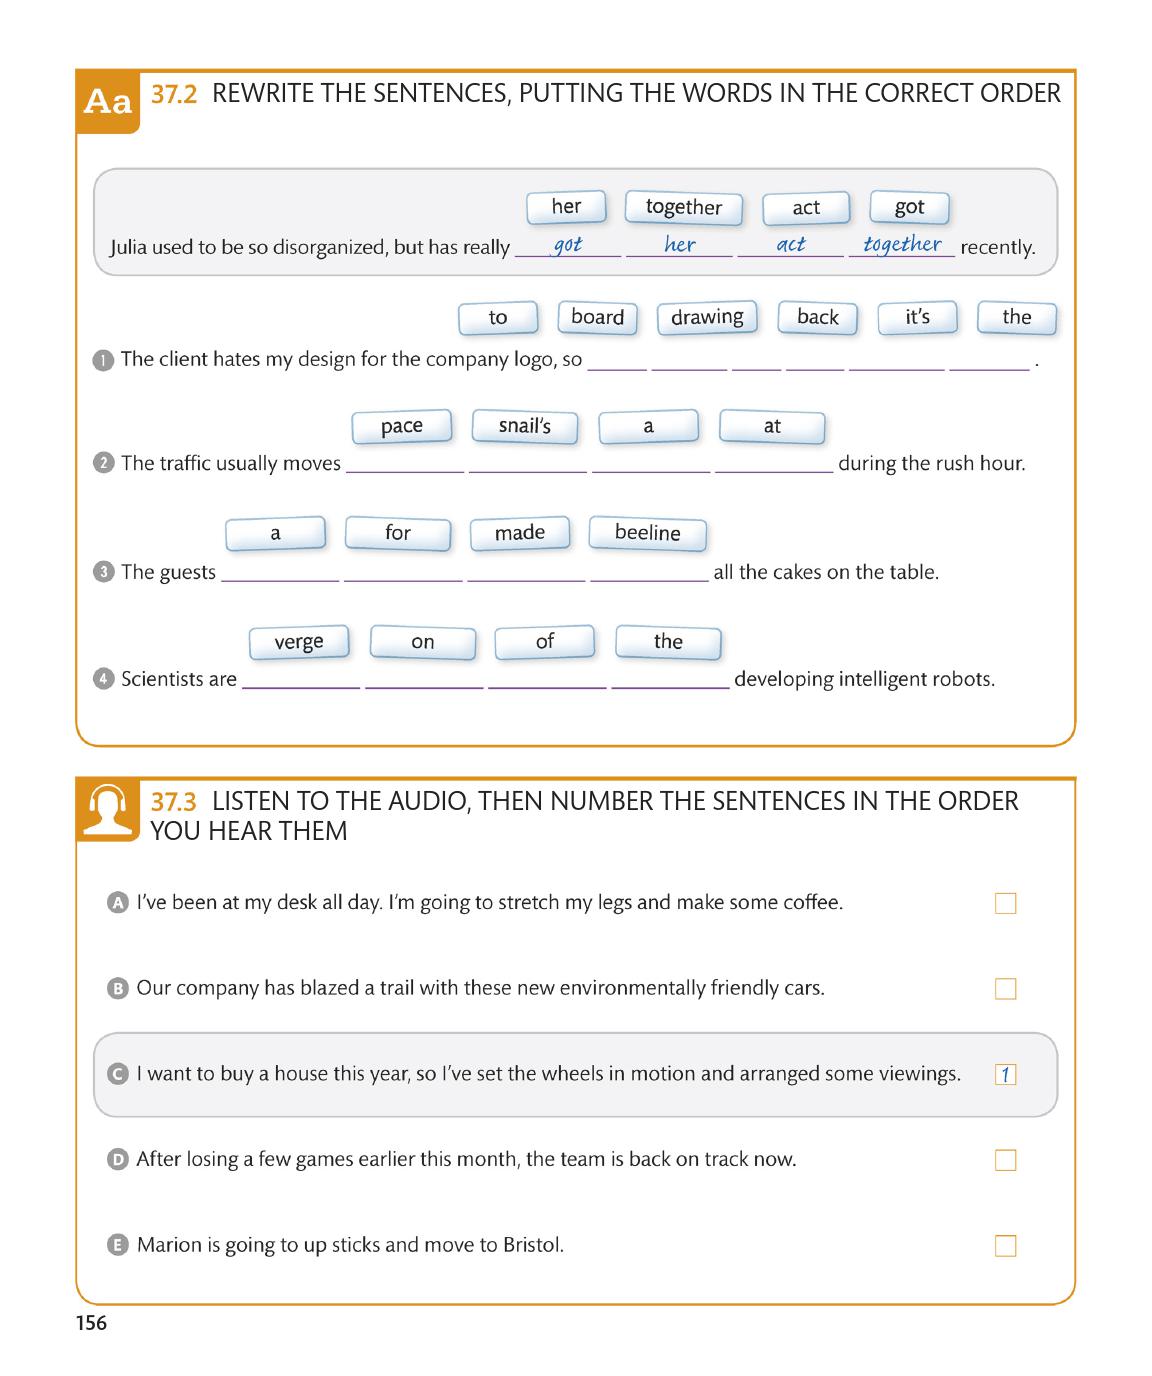 Aa 37.2 REWRITE THE SENTENCES, PUTTING THE WORDS IN THE CORRECT ORDER
her together act got
Julia used to be so disorganized, but has really got her act together recently.
to board drawing back it's the
1 The client hates my design for the company logo, so ______ ______ ______ ______ ______ ______ .
pace snail's a at
2 The traffic usually moves ______ ______ ______ ______ during the rush hour.
a for made beeline
3 The guests ______ ______ ______ ______ all the cakes on the table.
verge on of the
4 Scientists are ______ ______ ______ ______ developing intelligent robots.
37.3 LISTEN TO THE AUDIO, THEN NUMBER THE SENTENCES IN THE ORDER
YOU HEAR THEM
A I've been at my desk all day. I'm going to stretch my legs and make some coffee.
B Our company has blazed a trail with these new environmentally friendly cars.
C I want to buy a house this year, so I've set the wheels in motion and arranged some viewings. 1
D After losing a few games earlier this month, the team is back on track now.
E Marion is going to up sticks and move to Bristol.
156